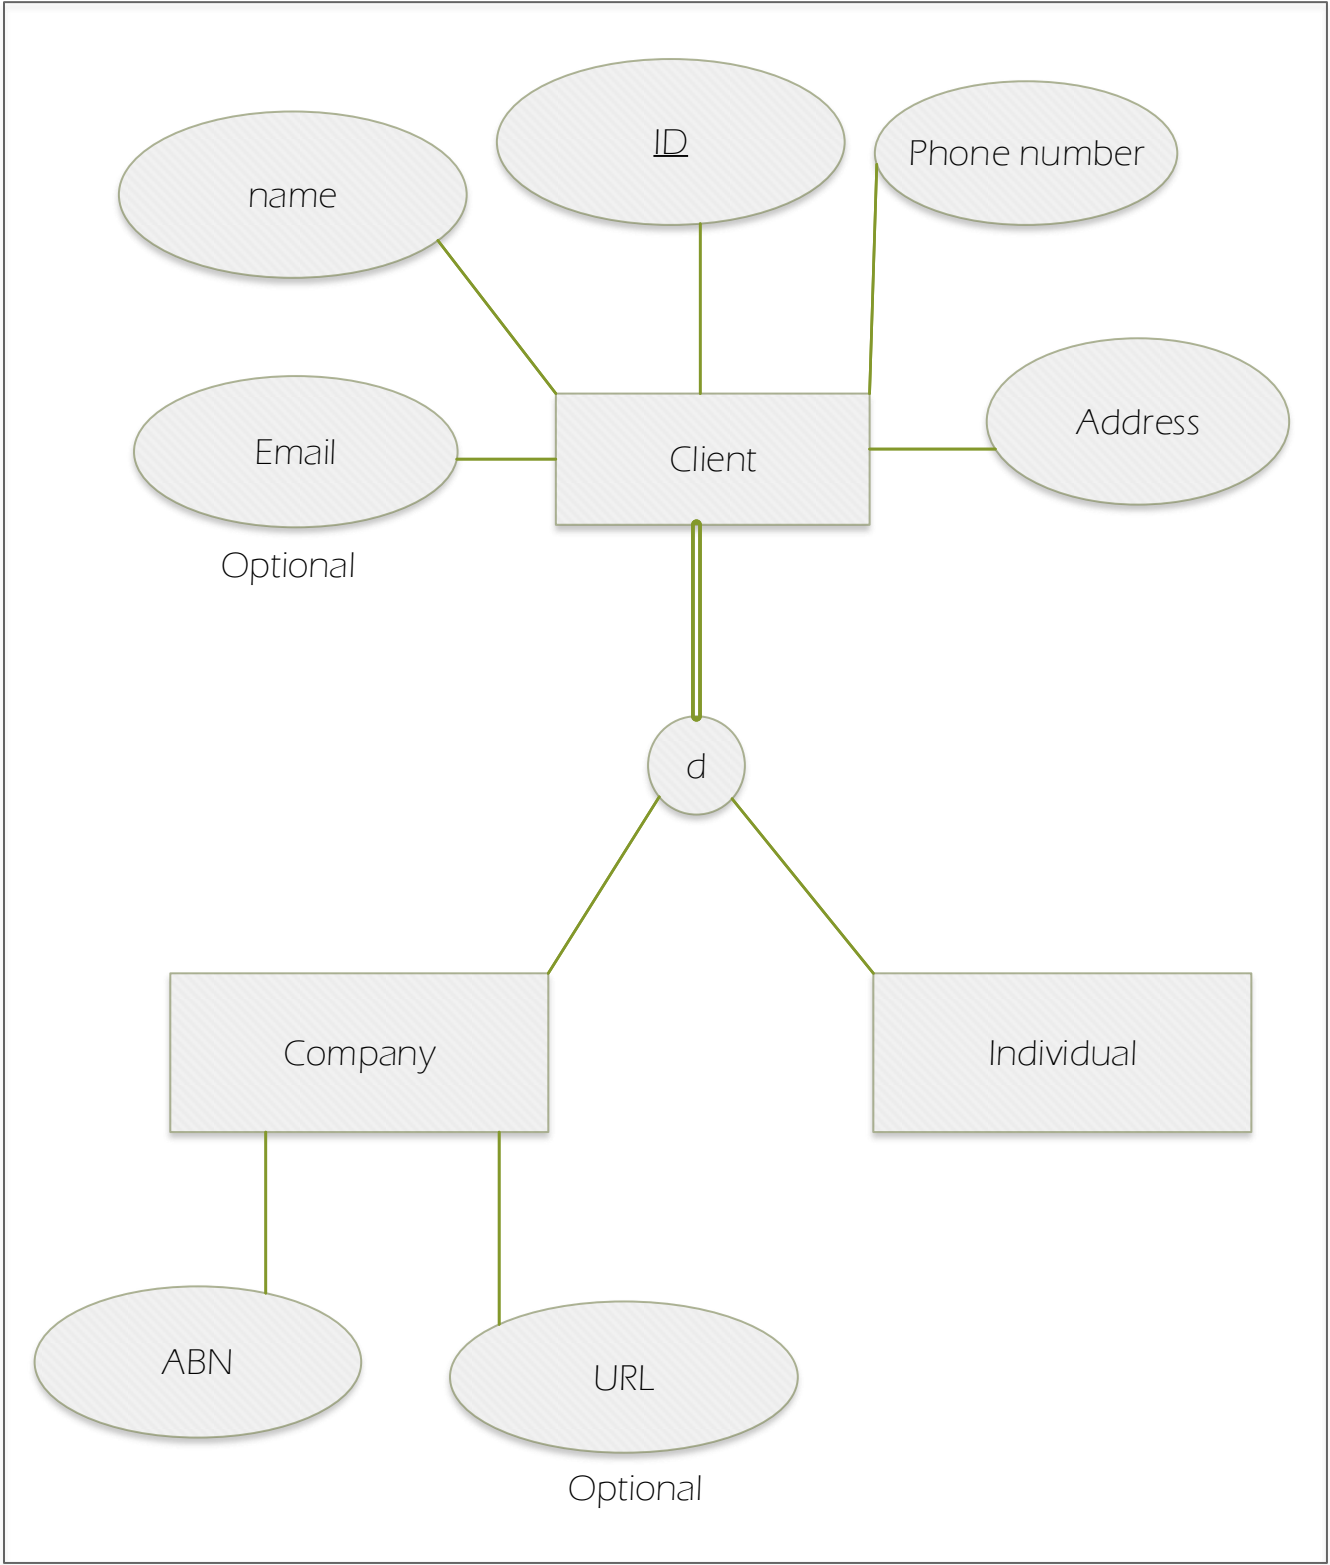 ID
Phone number
name
Address
Email
Client
Optional
d
Company
Individual
ABN
URL
Optional